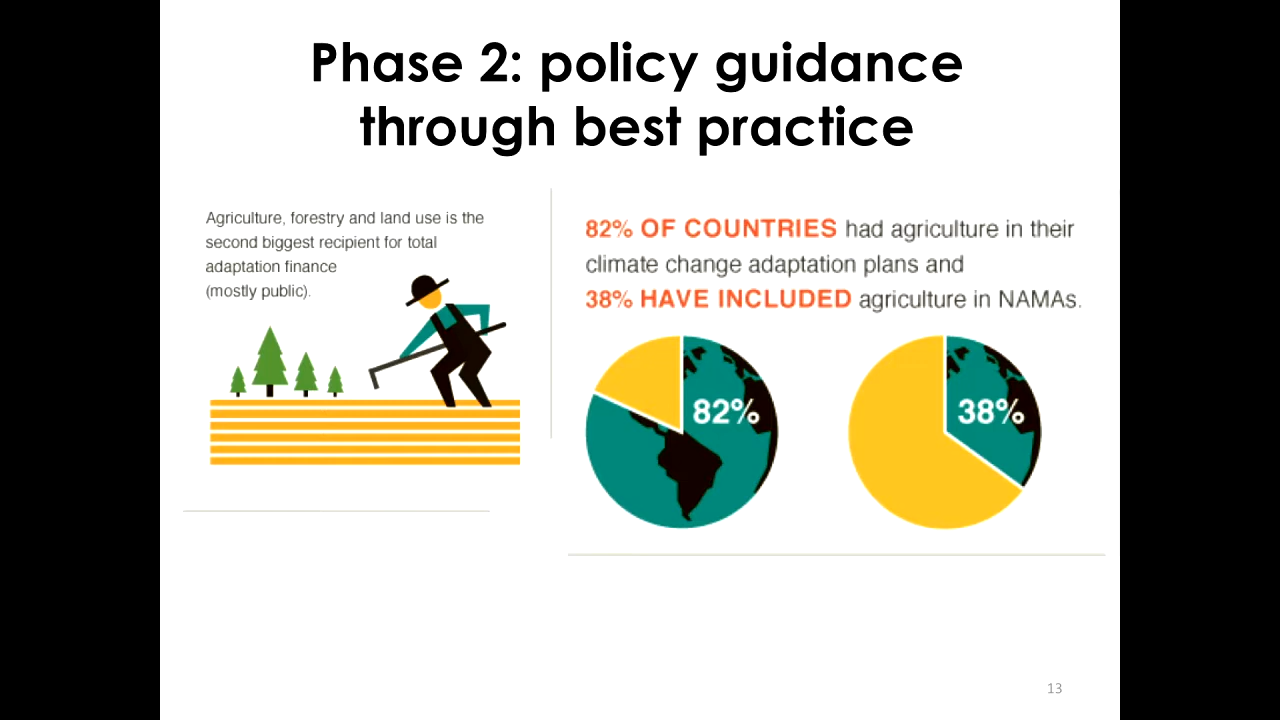 Phase 2: policy guidance
through best practice
Agriculture, forestry and land use is the
second biggest recipient for total
adaptation finance
(mostly public).
82% OF COUNTRIES had agriculture in their
climate change adaptation plans and
38% HAVE INCLUDED agriculture in NAMAs.
82%
38%
13